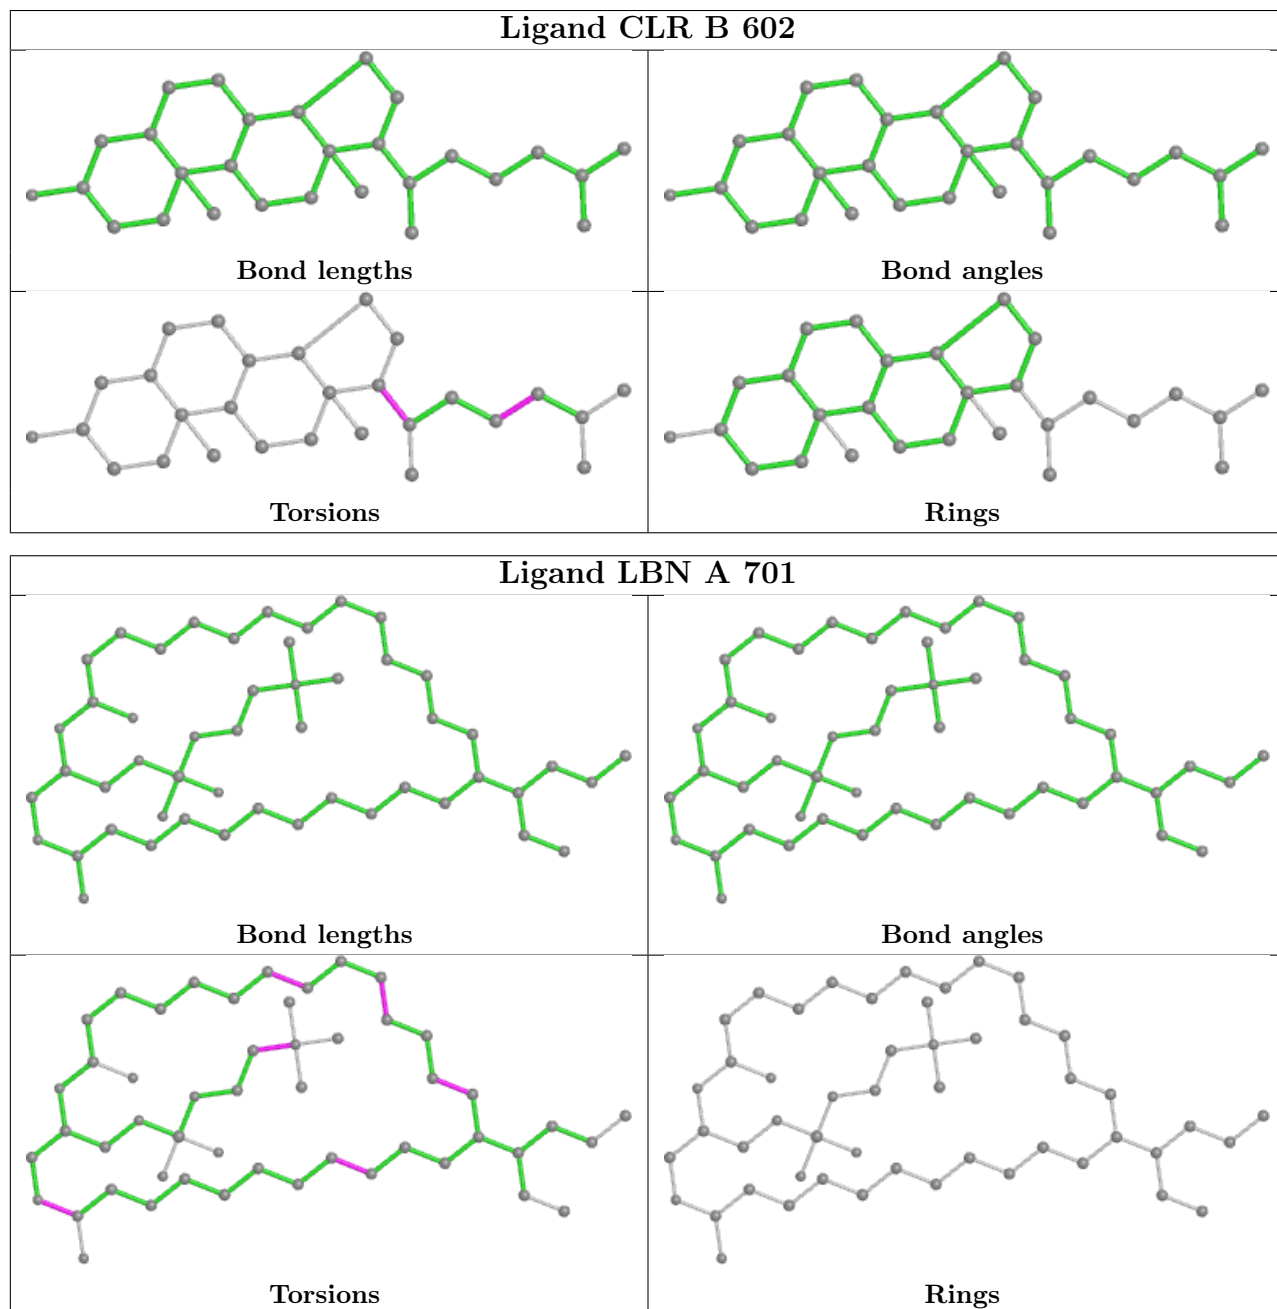 Ligand CLR B 602
Bond lengths
Bond angles
Torsions
Rings
Ligand LBN A 701
Bond lengths
Bond angles
Torsions
Rings